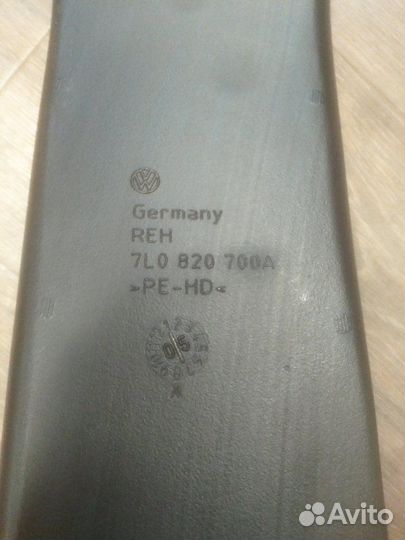 Germany
REH
7L0 820 700A
»PE-HD«
05
A
Avito